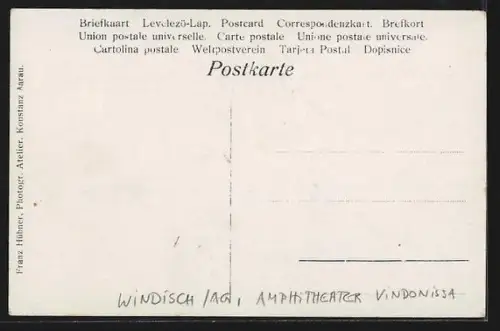 Briefkaart Levelező-Lap. Postcard Correspondenzkart. Brefkort
Union postale universelle. Carte postale Unione postale universale.
Cartolina postale Weltpostverein Tarjeta Postal Dopisnice
Postkarte
Franz Hübner, Photogr. Atelier. Konstanz Aarau.
WINDISCH /AG, AMPHITHEATER VINDONISSA